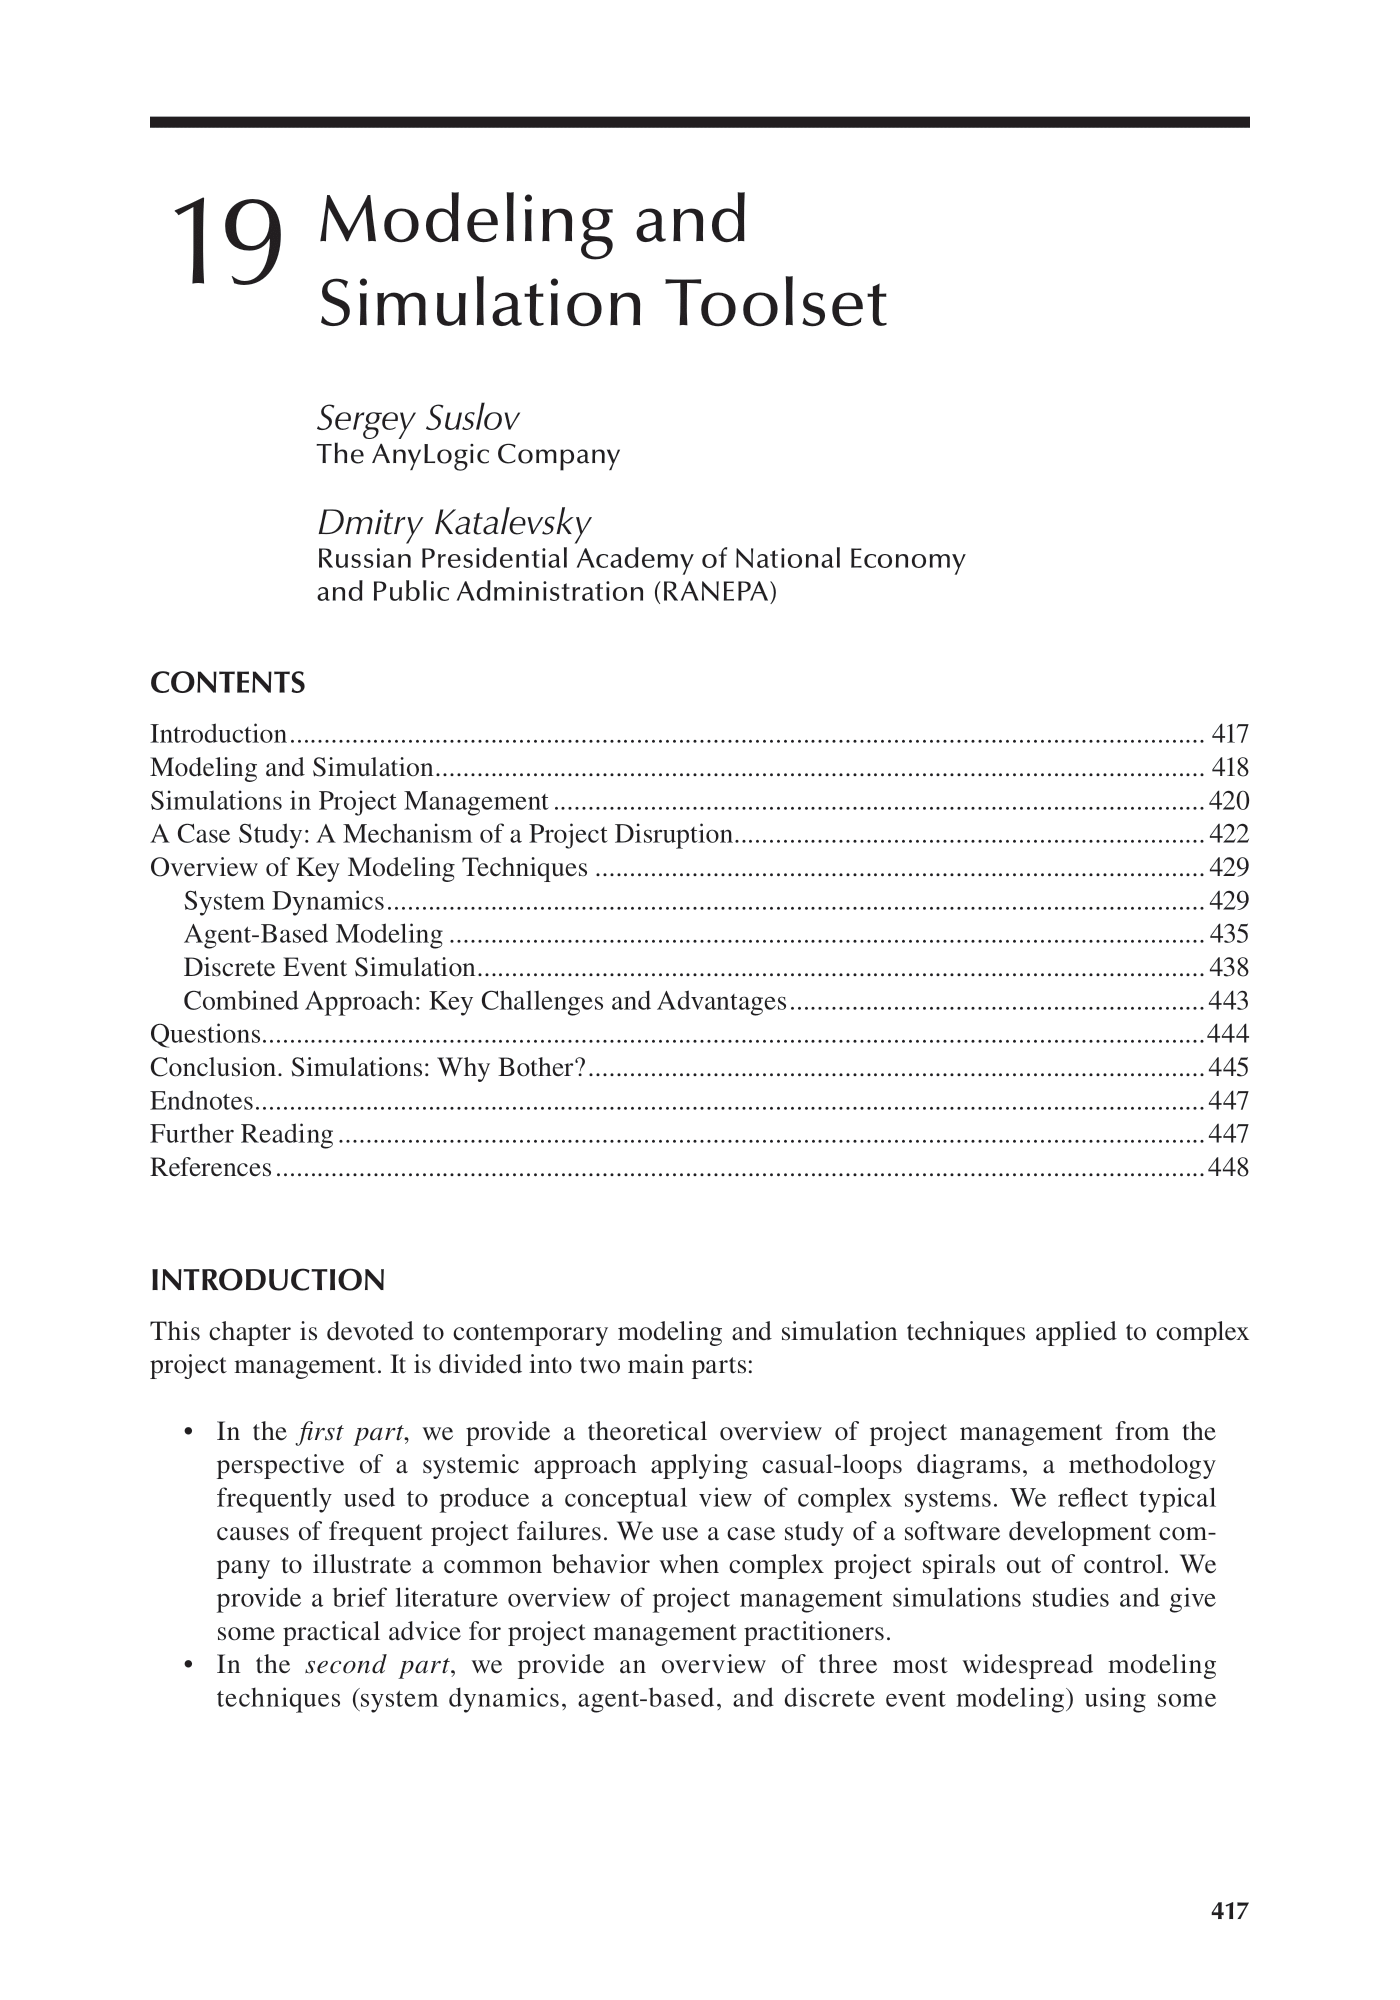 19 Modeling and
Simulation Toolset
Sergey Suslov
The AnyLogic Company
Dmitry Katalevsky
Russian Presidential Academy of National Economy
and Public Administration (RANEPA)
CONTENTS
Introduction.......... 417
Modeling and Simulation.......... 418
Simulations in Project Management .......... 420
A Case Study: A Mechanism of a Project Disruption.......... 422
Overview of Key Modeling Techniques .......... 429
System Dynamics.......... 429
Agent-Based Modeling .......... 435
Discrete Event Simulation.......... 438
Combined Approach: Key Challenges and Advantages.......... 443
Questions.......... 444
Conclusion. Simulations: Why Bother?.......... 445
Endnotes.......... 447
Further Reading .......... 447
References.......... 448
INTRODUCTION
This chapter is devoted to contemporary modeling and simulation techniques applied to complex
project management. It is divided into two main parts:
• In the first part, we provide a theoretical overview of project management from the
perspective of a systemic approach applying casual-loops diagrams, a methodology
frequently used to produce a conceptual view of complex systems. We reflect typical
causes of frequent project failures. We use a case study of a software development com-
pany to illustrate a common behavior when complex project spirals out of control. We
provide a brief literature overview of project management simulations studies and give
some practical advice for project management practitioners.
• In the second part, we provide an overview of three most widespread modeling
techniques (system dynamics, agent-based, and discrete event modeling) using some
417